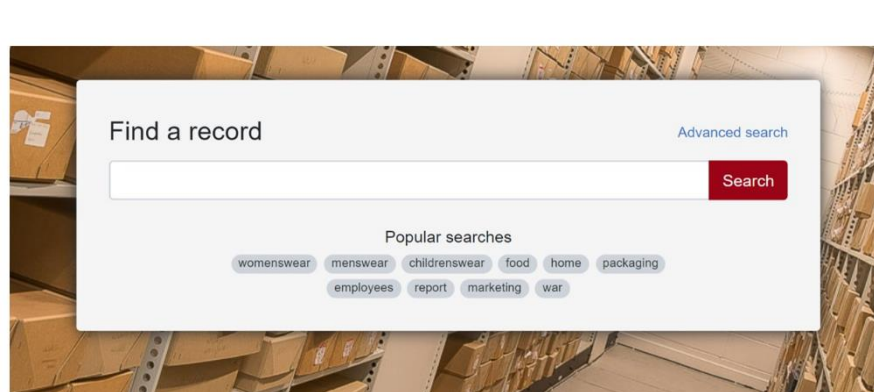 Find a record
Advanced search
Search
Popular searches
womenswear menswear childrenswear food home packaging
employees report marketing war